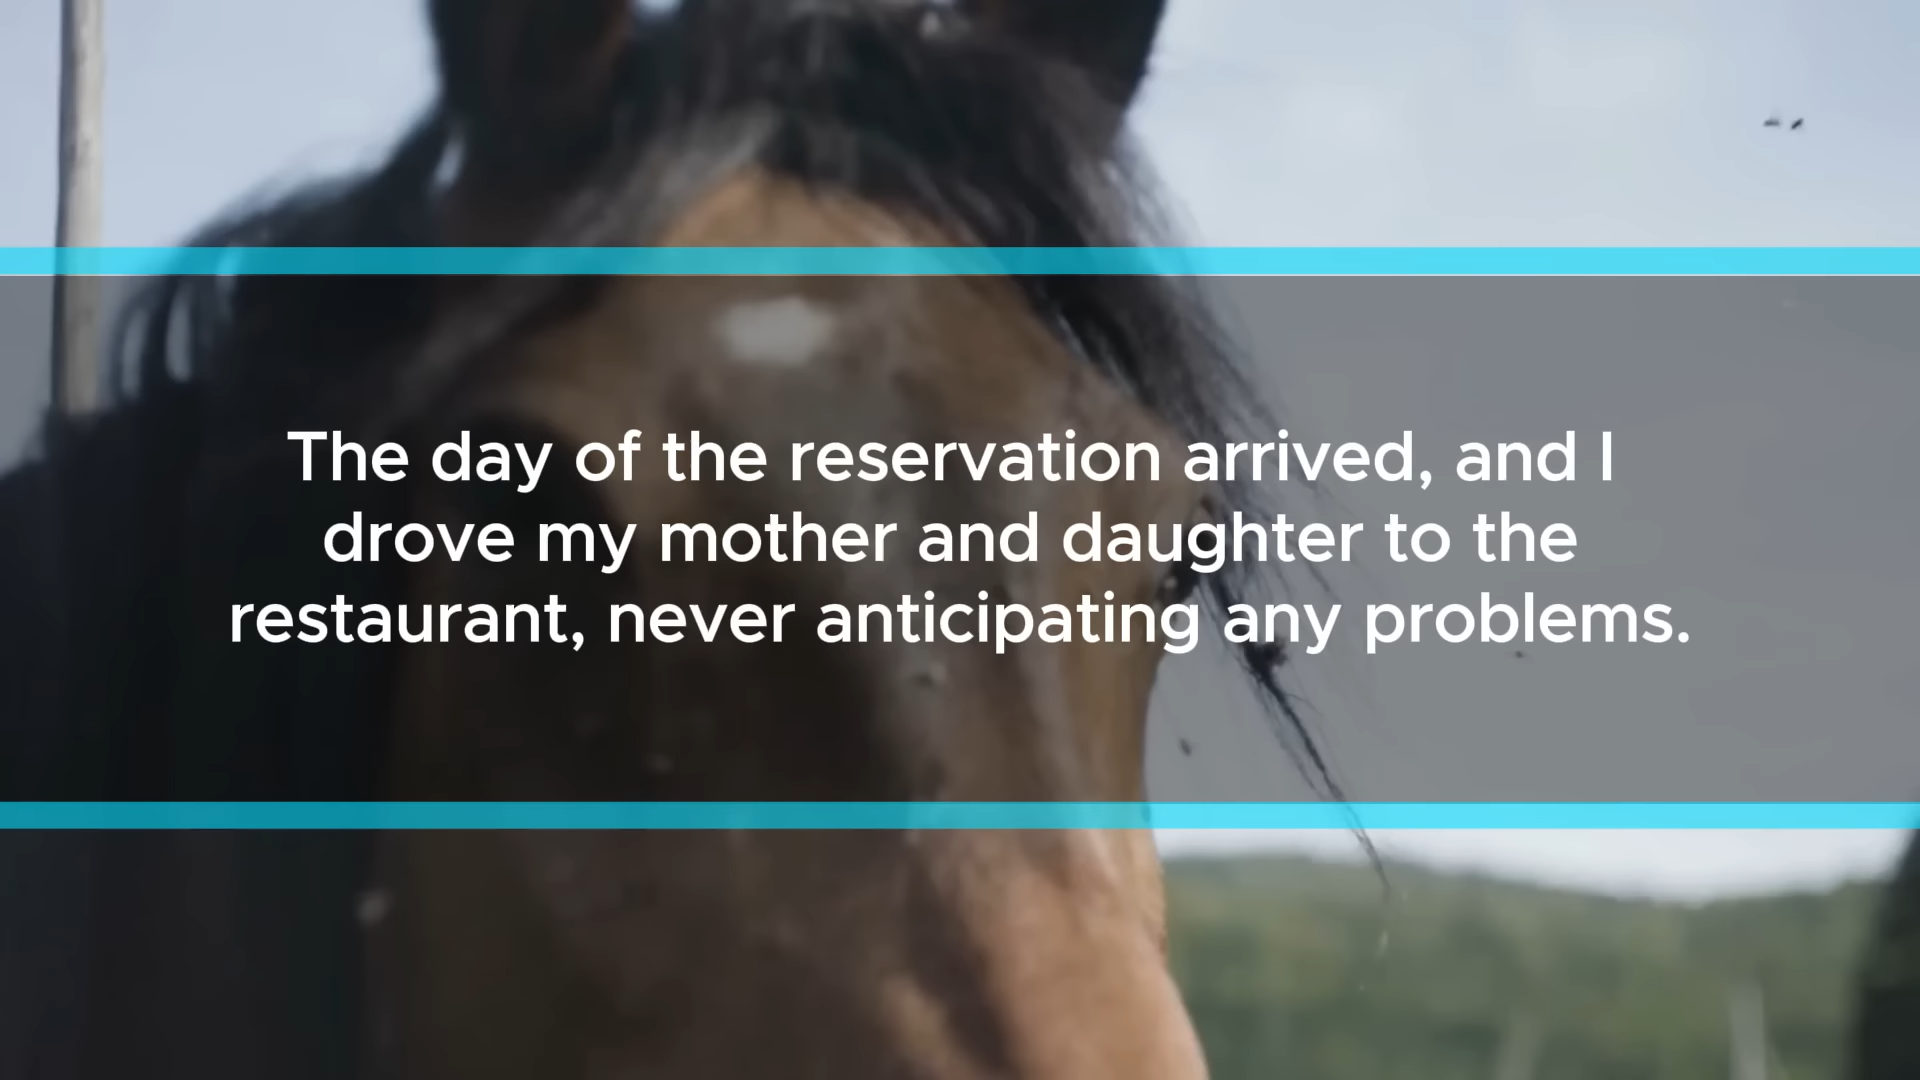 The day of the reservation arrived, and I
drove my mother and daughter to the
restaurant, never anticipating any problems.